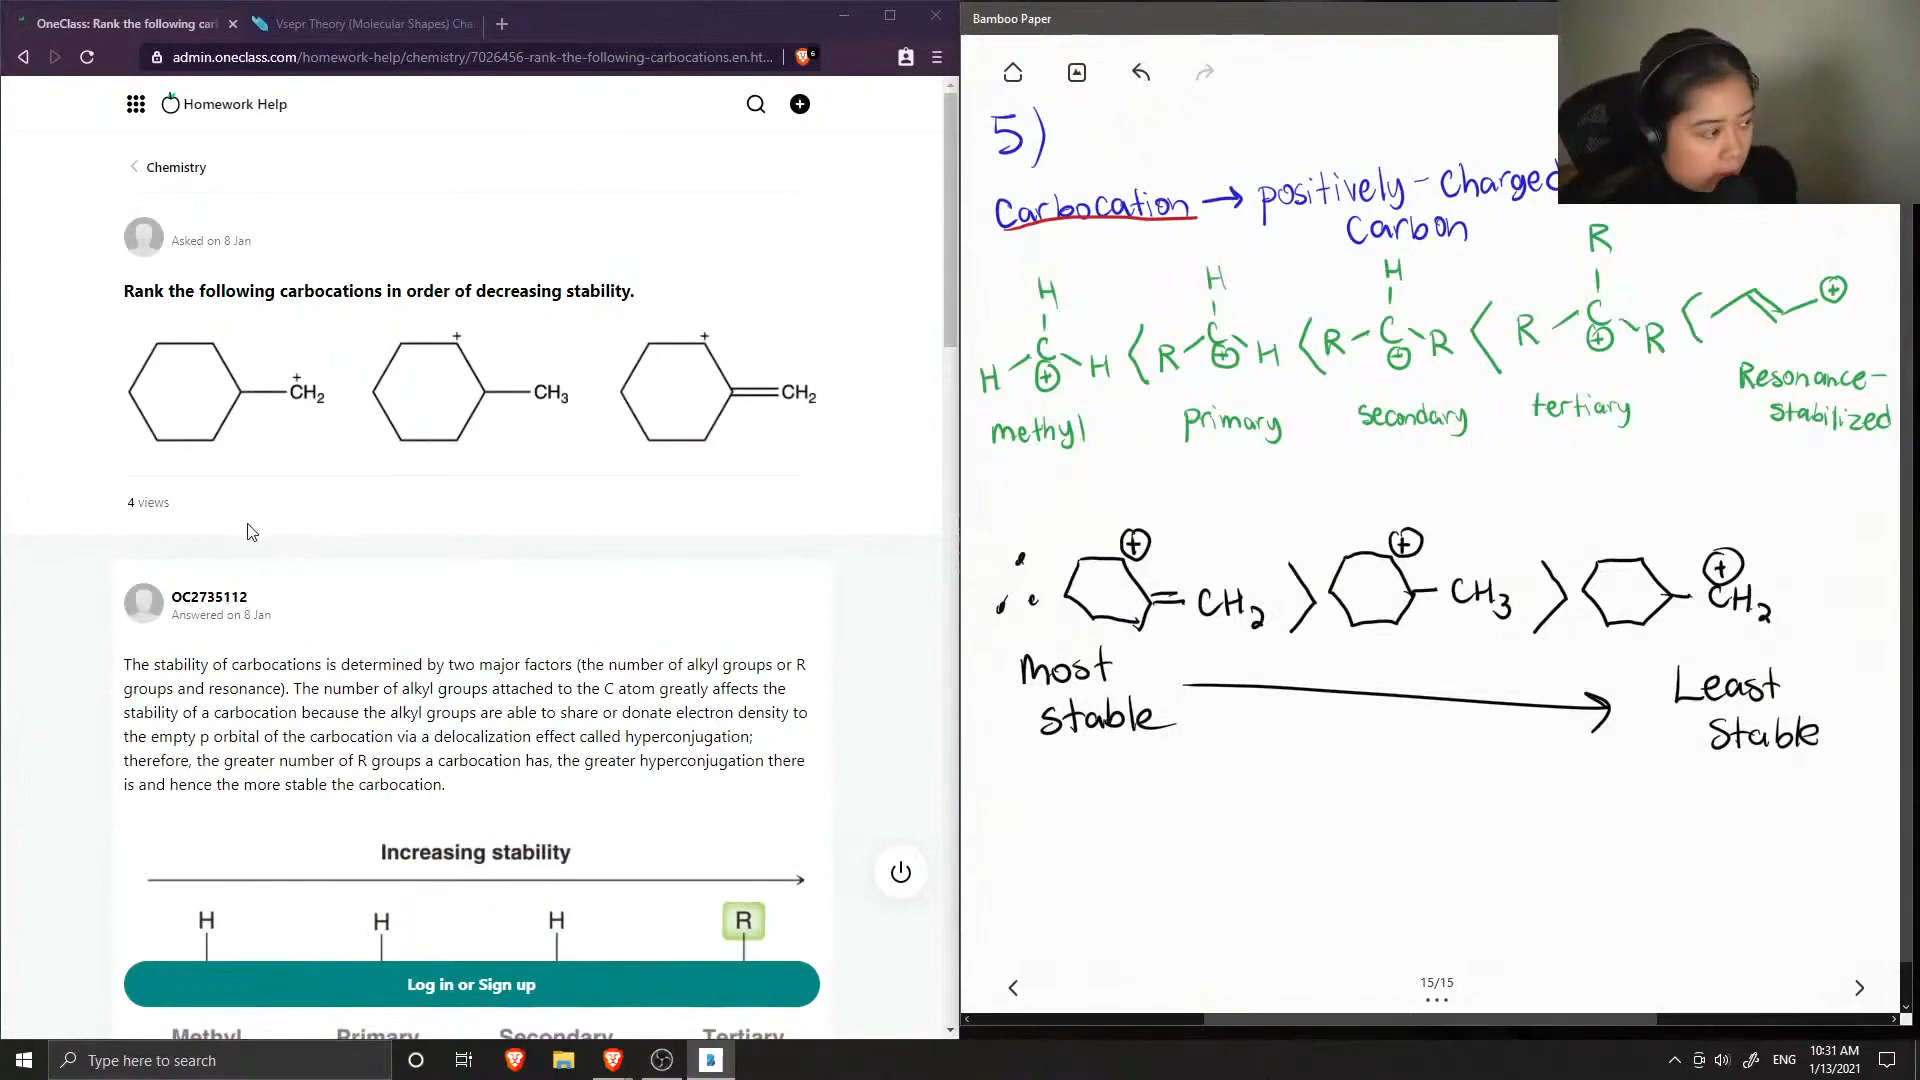 OneClass: Rank the following car
Vsepr Theory (Molecular Shapes) Cha
admin.oneclass.com/homework-help/chemistry/7026456-rank-the-following-carbocations.en.ht...
6
Homework Help
Chemistry
Asked on 8 Jan
Rank the following carbocations in order of decreasing stability.
+ + +
CH2 CH3 CH2
4 views
OC2735112
Answered on 8 Jan
The stability of carbocations is determined by two major factors (the number of alkyl groups or R
groups and resonance). The number of alkyl groups attached to the C atom greatly affects the
stability of a carbocation because the alkyl groups are able to share or donate electron density to
the empty p orbital of the carbocation via a delocalization effect called hyperconjugation;
therefore, the greater number of R groups a carbocation has, the greater hyperconjugation there
is and hence the more stable the carbocation.
Increasing stability
H H H R
Log in or Sign up
Methyl Primary Secondary Tertiary
Bamboo Paper
5)
Carbocation → positively-charged
Carbon
H H H R
H C H < R C H < R C R < R C R <
+ + + + +
methyl primary secondary tertiary Resonance-
stabilized
+ + +
∴ = CH2 > - CH3 > - CH2
most
stable
Least
Stable
15/15
Type here to search
ENG
10:31 AM
1/13/2021